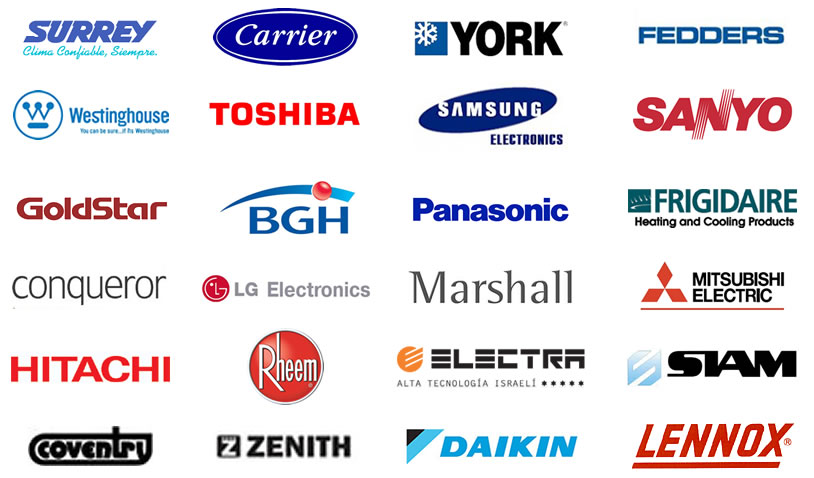 SURREY
Clima Confiable, Siempre.
Carrier
YORK®
FEDDERS
Westinghouse
You can be sure...if its Westinghouse
TOSHIBA
SAMSUNG
ELECTRONICS
SANYO
GoldStar
BGH
Panasonic
FRIGIDAIRE
Heating and Cooling Products
conqueror
LG Electronics
Marshall
MITSUBISHI
ELECTRIC
HITACHI
Rheem®
ELECTRA
ALTA TECNOLOGÍA ISRAELÍ ★★★★★
SIAM
coventry
Z ZENITH
DAIKIN
LENNOX®